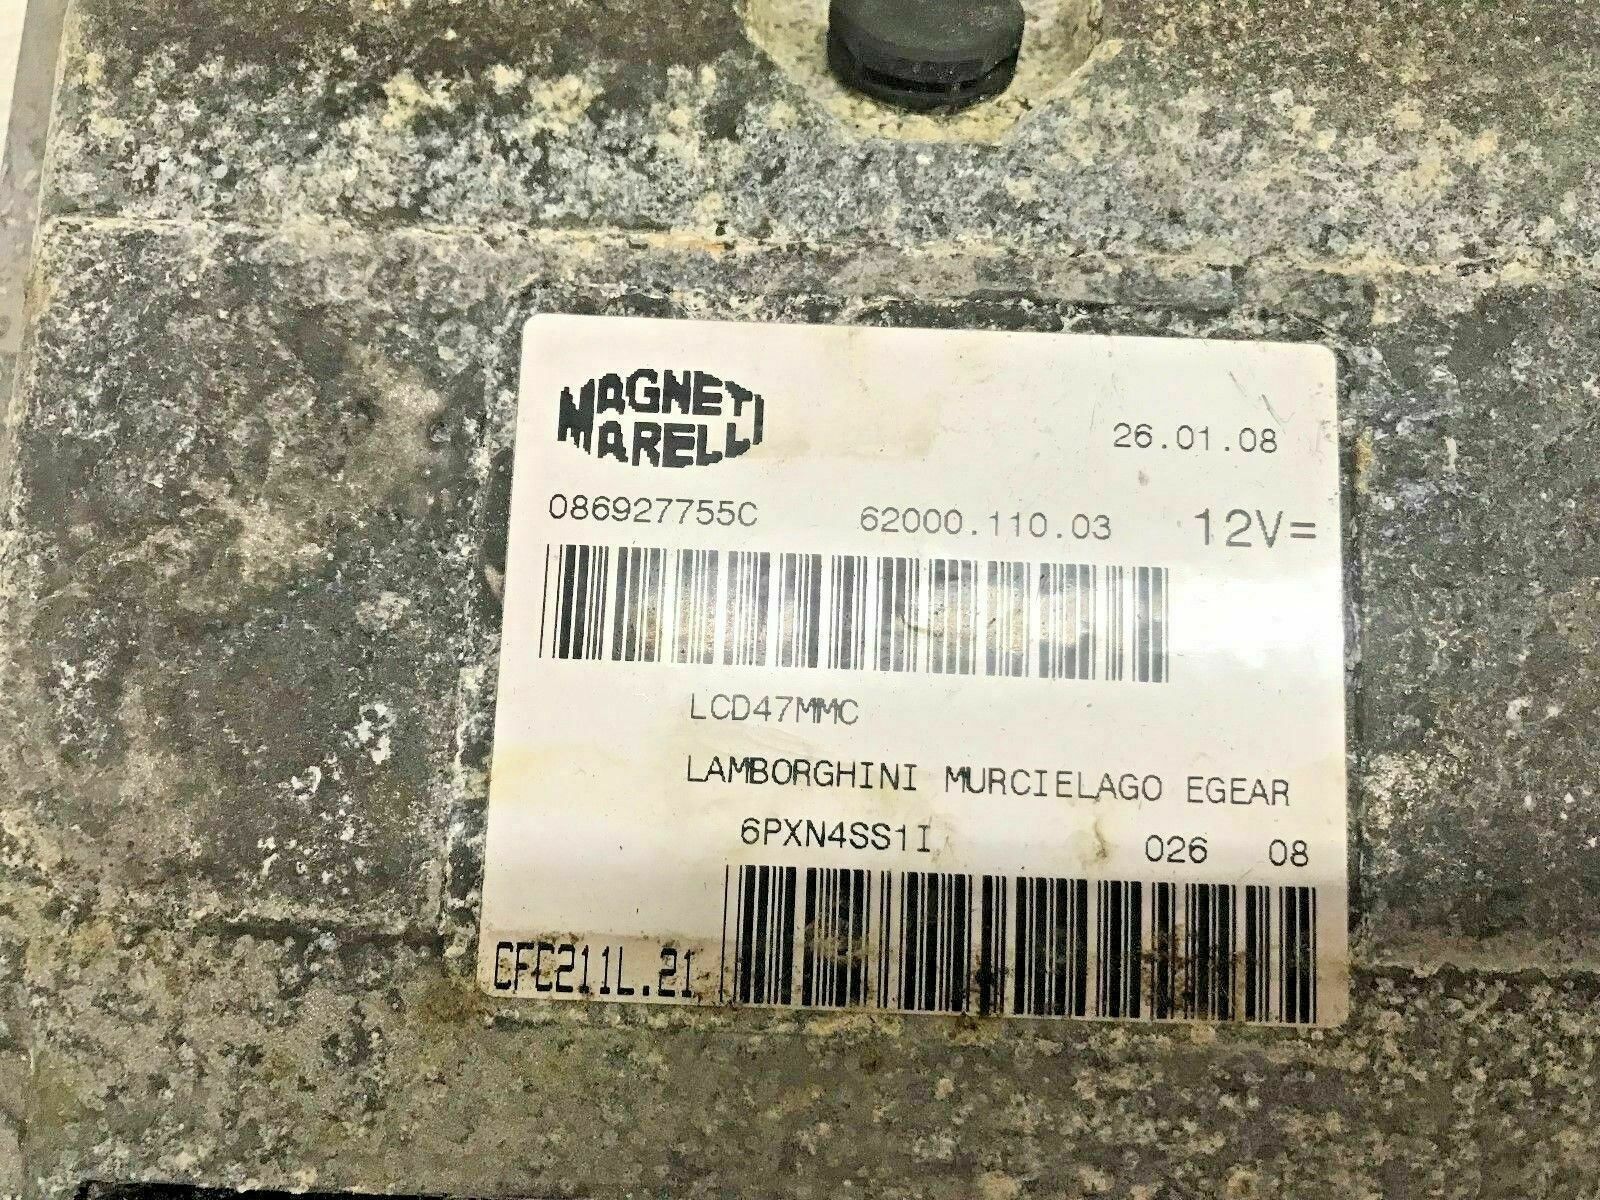 MAGNETI
MARELLI
26.01.08
086927755C 62000.110.03 12V=
LCD47MMC
LAMBORGHINI MURCIELAGO EGEAR
6PXN4SS1I 026 08
CFC211L.21